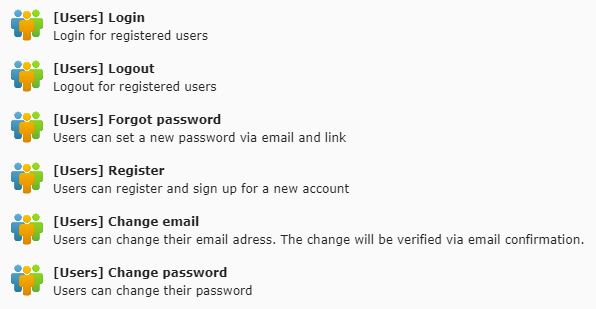 [Users] Login
Login for registered users
[Users] Logout
Logout for registered users
[Users] Forgot password
Users can set a new password via email and link
[Users] Register
Users can register and sign up for a new account
[Users] Change email
Users can change their email adress. The change will be verified via email confirmation.
[Users] Change password
Users can change their password